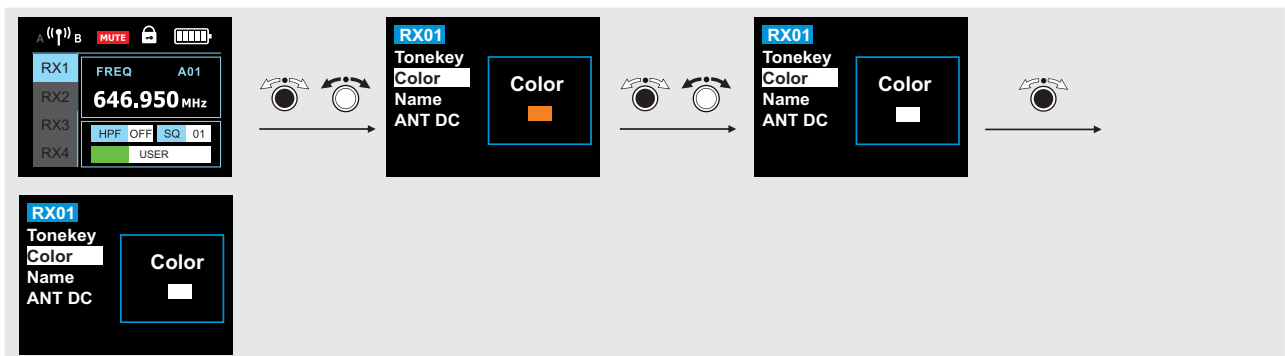 A B MUTE
RX1 FREQ A01
RX2 646.950 MHz
RX3 HPF OFF SQ 01
RX4 USER
RX01
Tonekey
Color
Name
ANT DC
Color
RX01
Tonekey
Color
Name
ANT DC
Color
RX01
Tonekey
Color
Name
ANT DC
Color